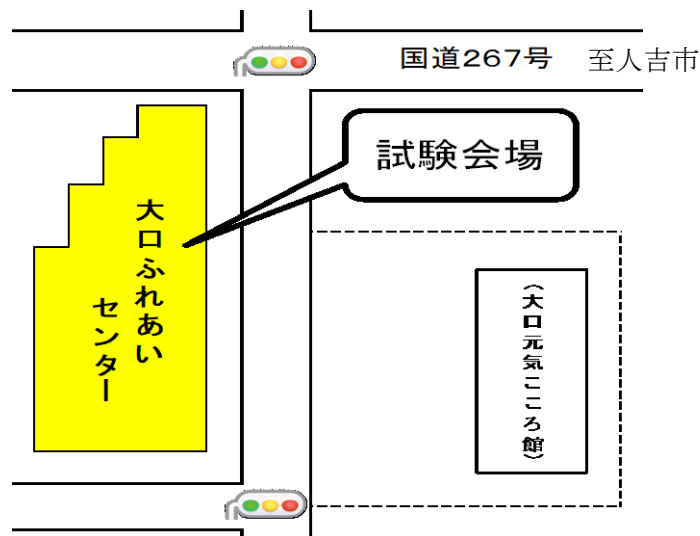 国道267号　至人吉市
試験会場
大口ふれあい
センター
（大口元気こころ館）